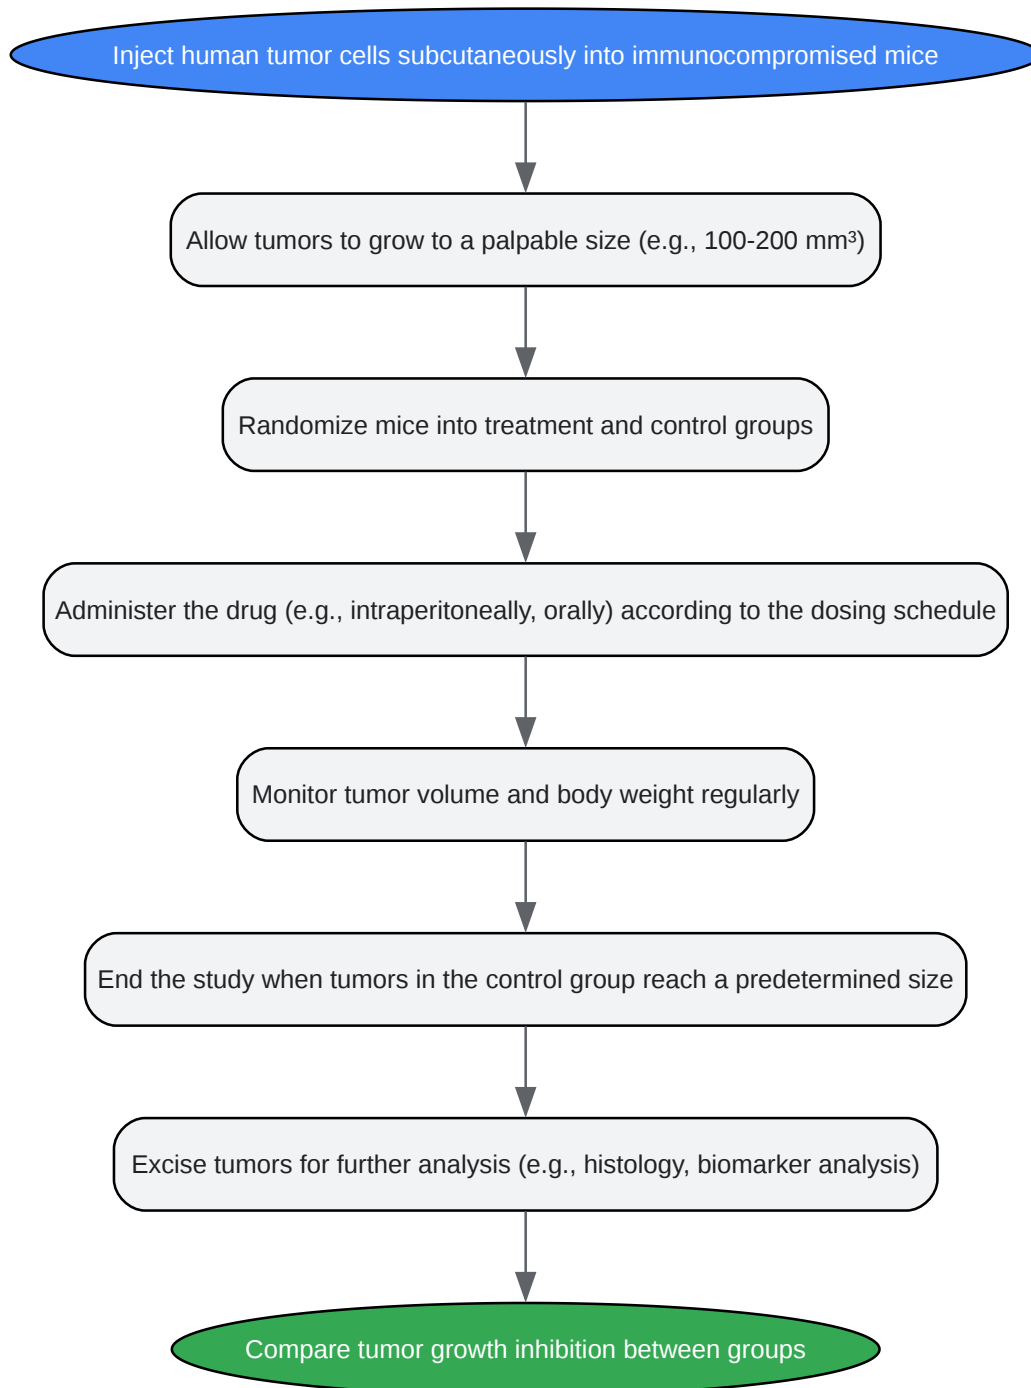 Inject human tumor cells subcutaneously into immunocompromised mice
Allow tumors to grow to a palpable size (e.g., 100-200 mm³)
Randomize mice into treatment and control groups
Administer the drug (e.g., intraperitoneally, orally) according to the dosing schedule
Monitor tumor volume and body weight regularly
End the study when tumors in the control group reach a predetermined size
Excise tumors for further analysis (e.g., histology, biomarker analysis)
Compare tumor growth inhibition between groups